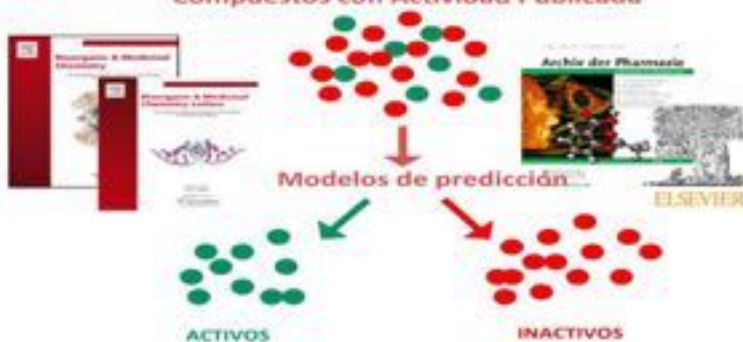 Compuestos con Actividad Publicada
Bioorganic & Medicinal
Chemistry
Bioorganic & Medicinal
Chemistry Letters
Archiv der Pharmazie
Modelos de predicción
ELSEVIER
ACTIVOS
INACTIVOS